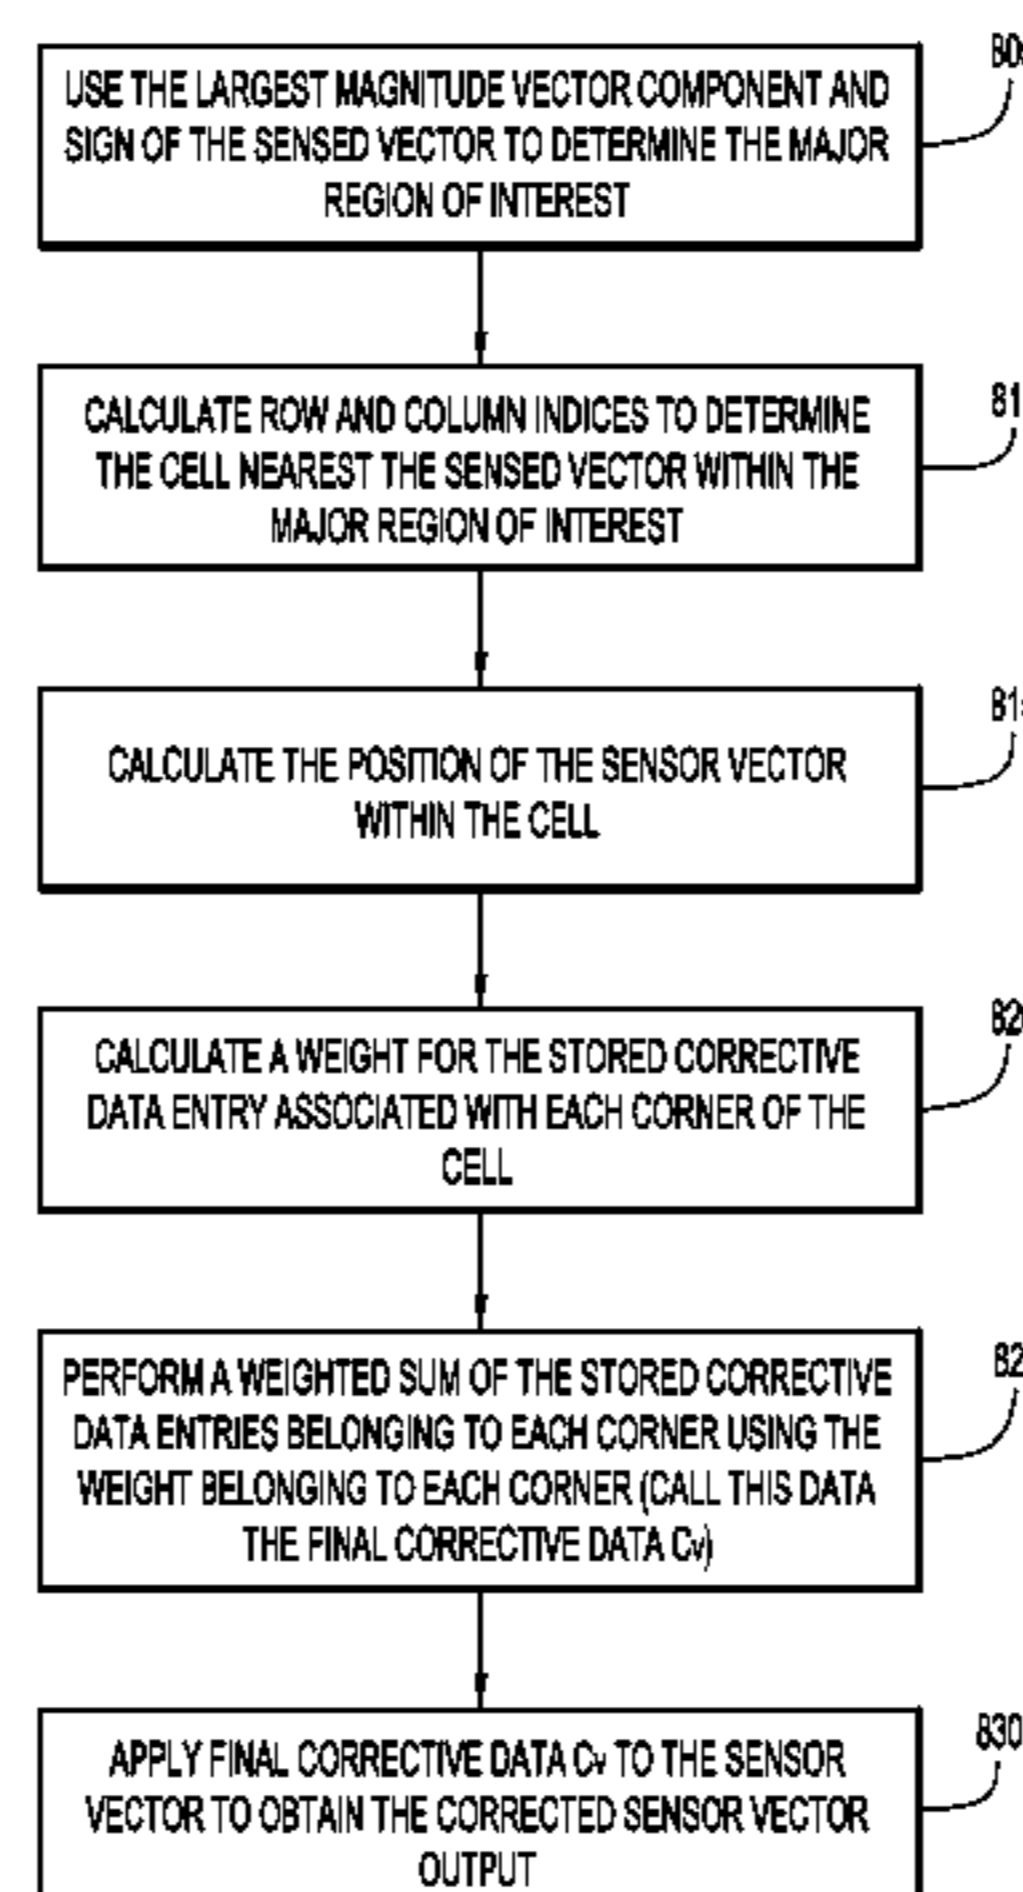 USE THE LARGEST MAGNITUDE VECTOR COMPONENT AND
SIGN OF THE SENSED VECTOR TO DETERMINE THE MAJOR
REGION OF INTEREST
CALCULATE ROW AND COLUMN INDICES TO DETERMINE
THE CELL NEAREST THE SENSED VECTOR WITHIN THE
MAJOR REGION OF INTEREST
CALCULATE THE POSITION OF THE SENSOR VECTOR
WITHIN THE CELL
CALCULATE A WEIGHT FOR THE STORED CORRECTIVE
DATA ENTRY ASSOCIATED WITH EACH CORNER OF THE
CELL
PERFORM A WEIGHTED SUM OF THE STORED CORRECTIVE
DATA ENTRIES BELONGING TO EACH CORNER USING THE
WEIGHT BELONGING TO EACH CORNER (CALL THIS DATA
THE FINAL CORRECTIVE DATA Cv)
830
APPLY FINAL CORRECTIVE DATA Cv TO THE SENSOR
VECTOR TO OBTAIN THE CORRECTED SENSOR VECTOR
OUTPUT